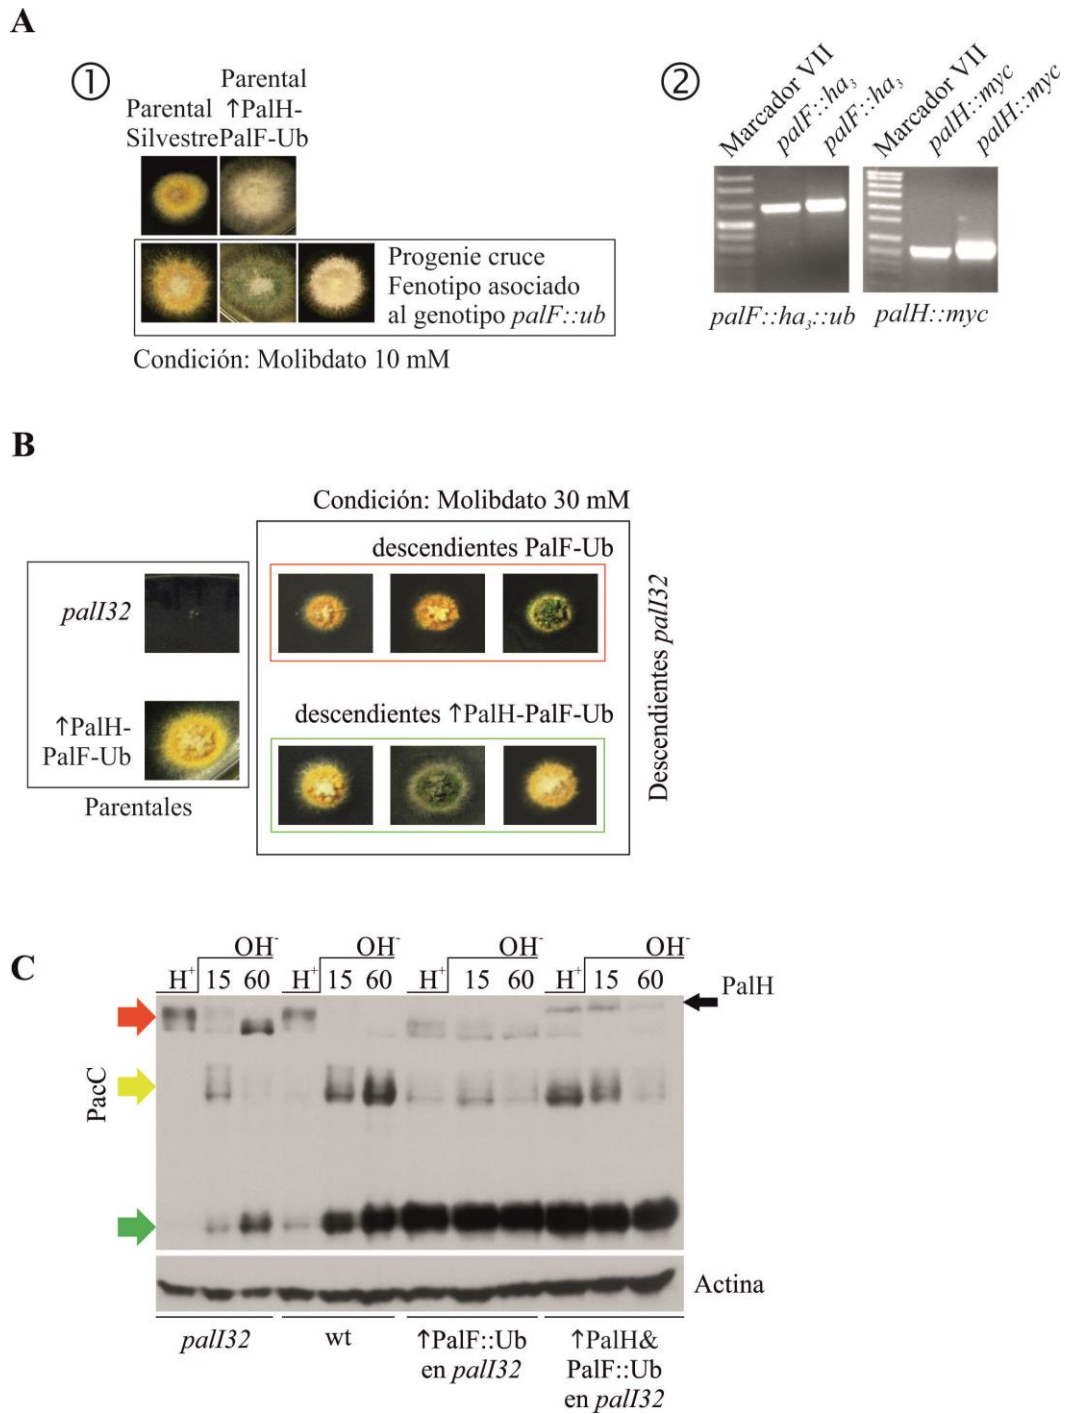 A
①
Parental
Silvestre
Parental
↑PalH-
PalF-Ub
Progenie cruce
Fenotipo asociado
al genotipo palF::ub
Condición: Molibdato 10 mM
②
Marcador VII
palF::ha₃
palF::ha₃
Marcador VII
palH::myc
palH::myc
palF::ha₃::ub
palH::myc
B
Condición: Molibdato 30 mM
palI32
↑PalH-
PalF-Ub
Parentales
descendientes PalF-Ub
descendientes ↑PalH-PalF-Ub
Descendientes palI32
C
OH⁻ OH⁻ OH⁻ OH⁻
H⁺ 15 60 H⁺ 15 60 H⁺ 15 60 H⁺ 15 60
PalH
PacC
Actina
palI32
wt
↑PalF::Ub
en palI32
↑PalH&
PalF::Ub
en palI32